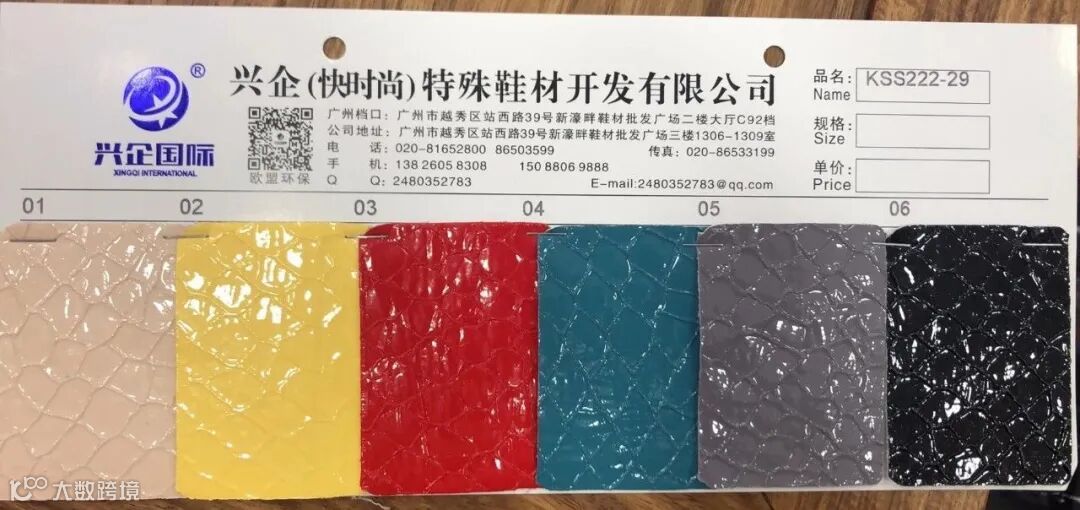 兴企国际
XINGQI INTERNATIONAL
®
兴企(快时尚)特殊鞋材开发有限公司
欧盟环保
广州档口: 广州市越秀区站西路39号新濠畔鞋材批发广场二楼大厅C92档
公司地址: 广州市越秀区站西路39号新濠畔鞋材批发广场三楼1306-1309室
电 话: 020-81652800 86503599 传真: 020-86533199
手 机: 138 2605 8308 150 8806 9888
Q Q: 2480352783 E-mail:2480352783@qq.com
品名: KSS222-29
Name
规格:
Size
单价:
Price
01 02 03 04 05 06
大数跨境